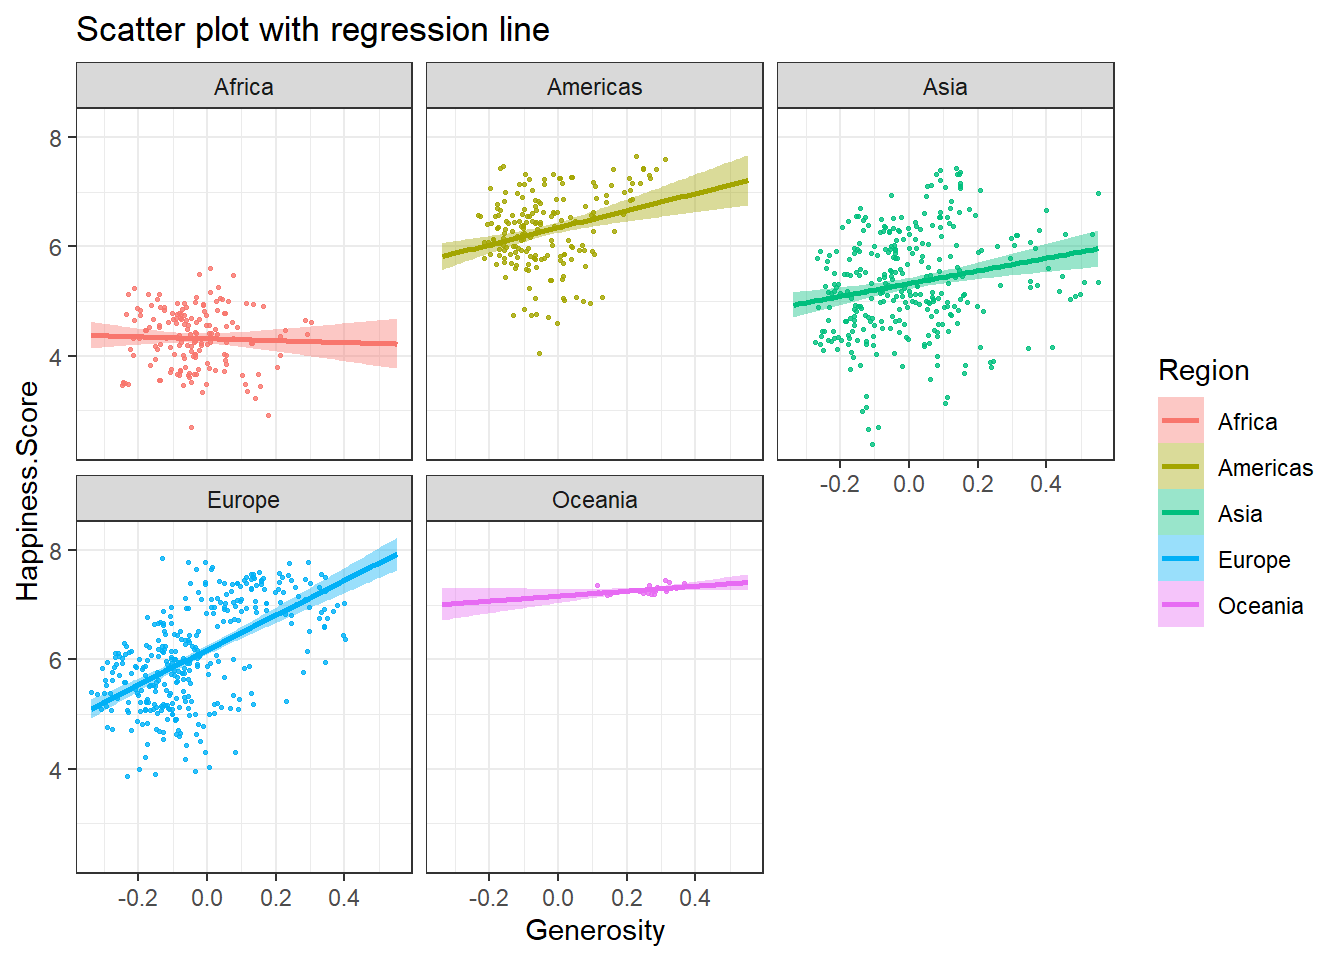 Scatter plot with regression line
Africa
Americas
Asia
8
6
4
-0.2 0.0 0.2 0.4
Europe
Oceania
8
6
4
-0.2 0.0 0.4
-0.2 0.0 0.2 0.4
Happiness.Score
Generosity
Region
Africa
Americas
Asia
Europe
Oceania